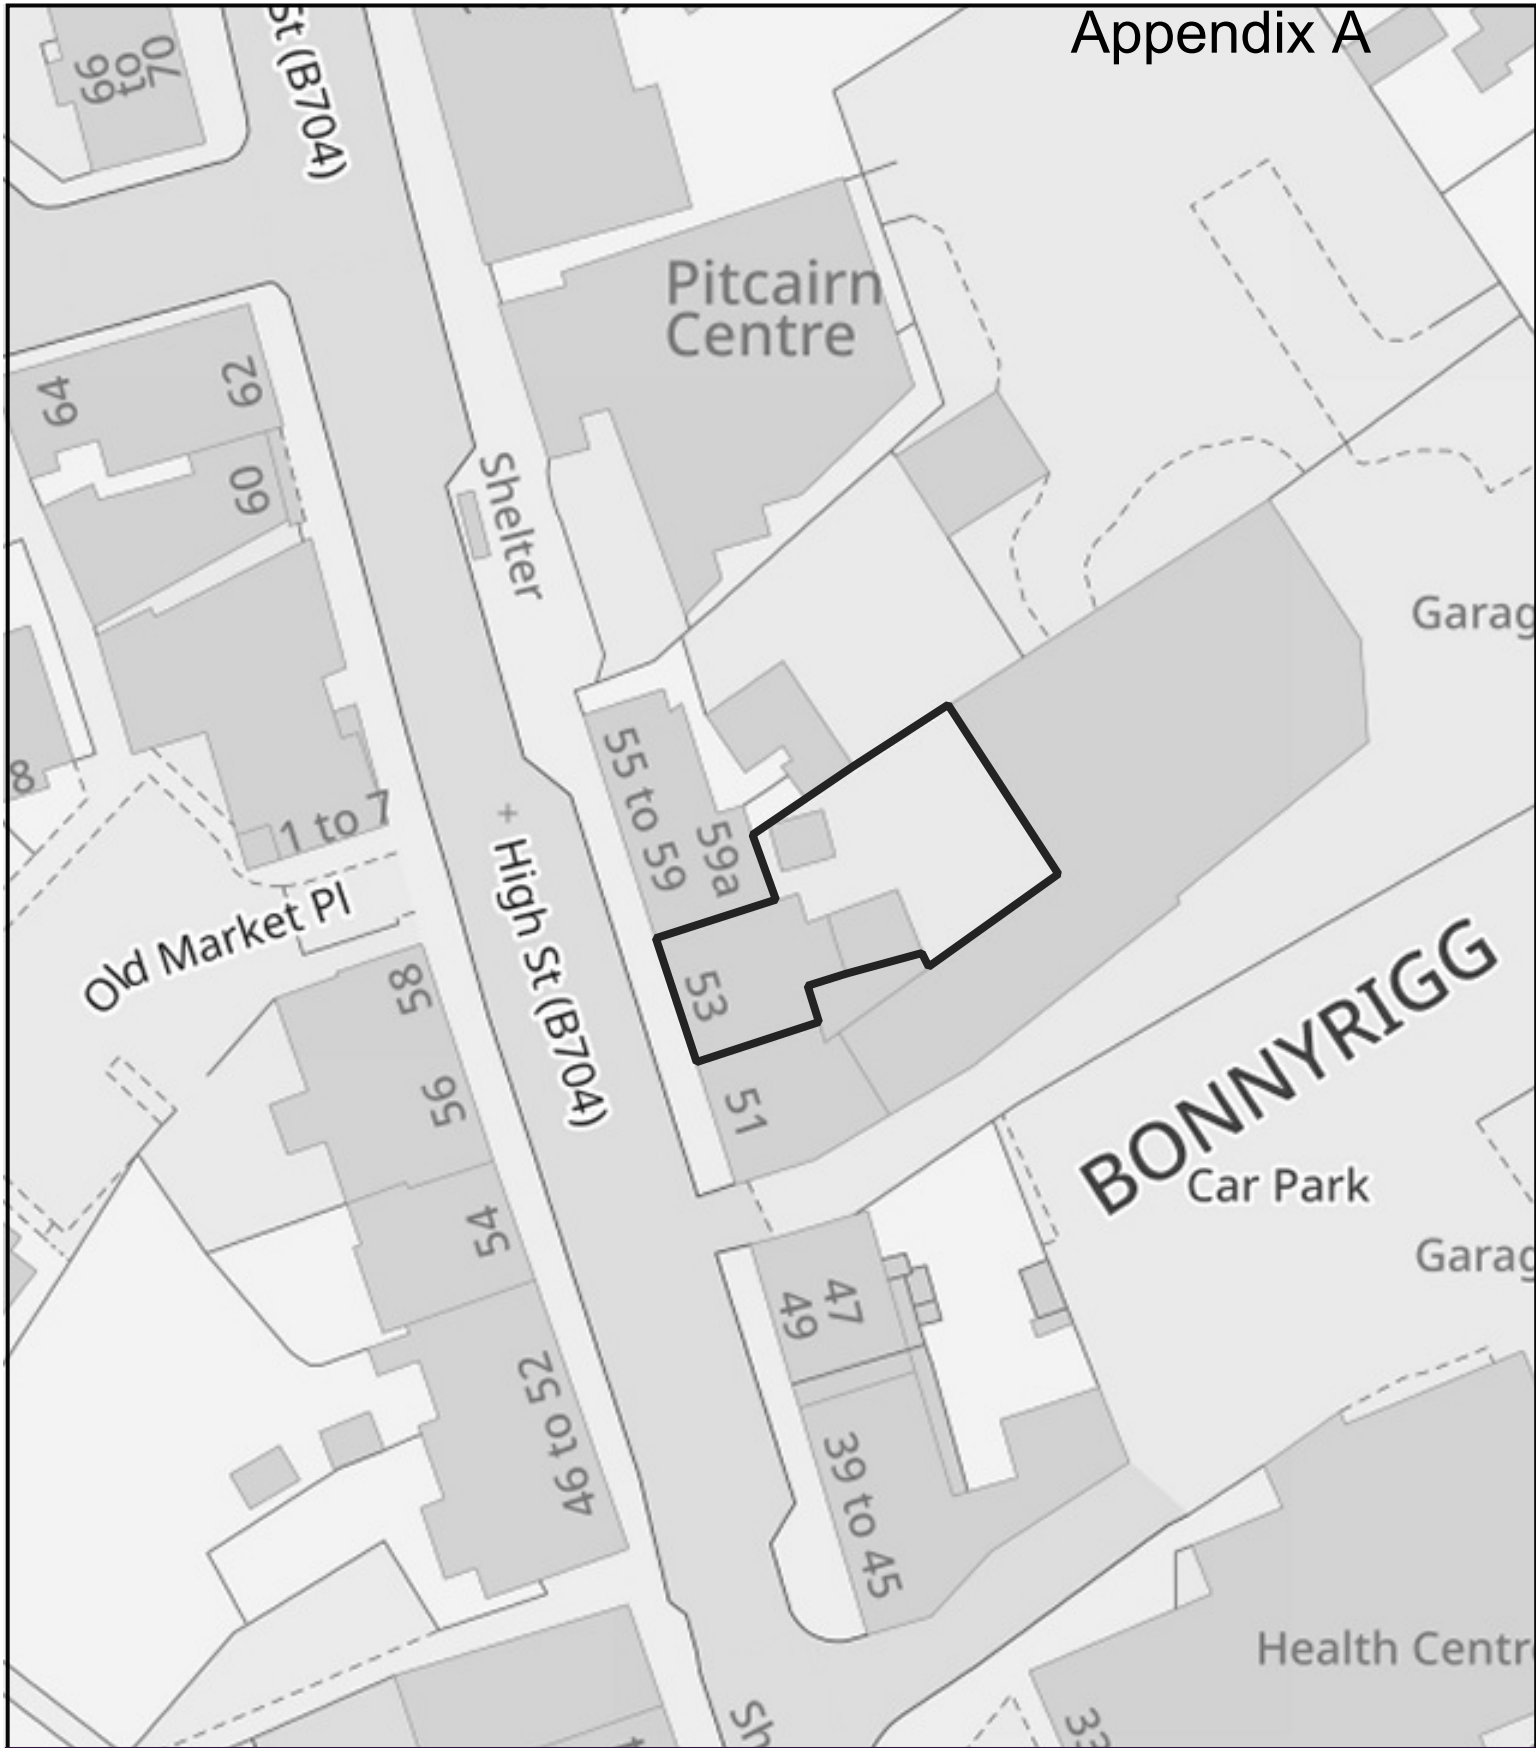 Appendix A
St (B704)
66
to
70
Pitcairn
Centre
64
62
60
Shelter
Garag
8
1 to 7
55 to 59
59a
Old Market Pl
High St (B704)
53
58
51
56
BONNYRIGG
Car Park
54
Garag
47
49
46 to 52
39 to 45
Health Centr
33
Sh